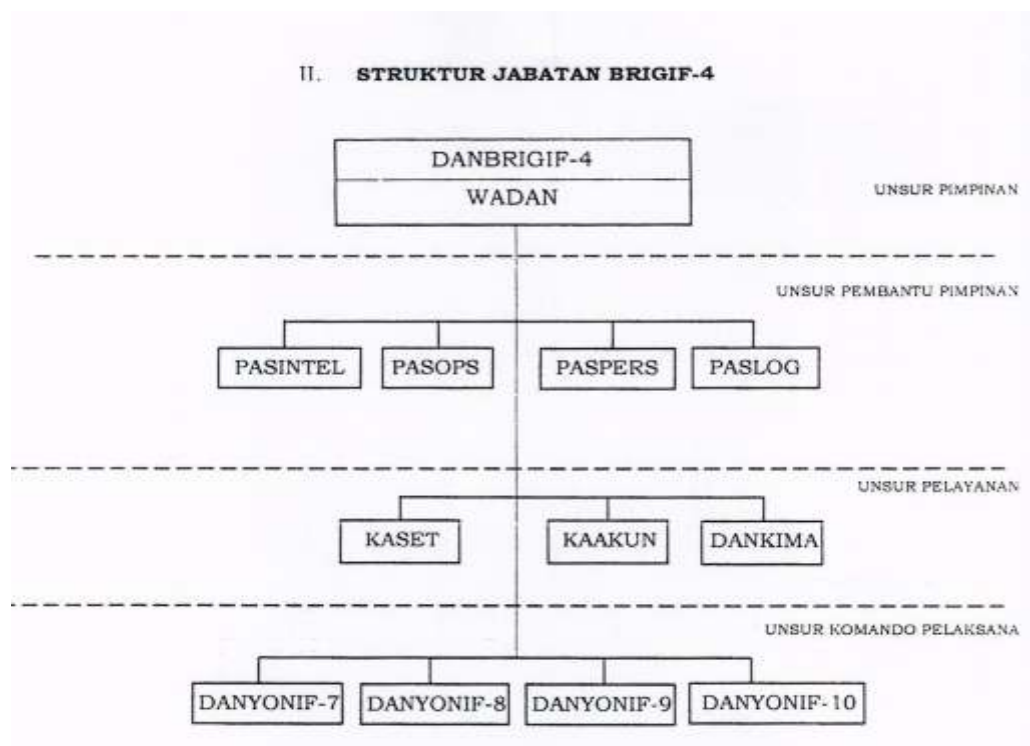 II. STRUKTUR JABATAN BRIGIF-4
DANBRIGIF-4
WADAN
UNSUR PIMPINAN
UNSUR PEMBANTU PIMPINAN
PASINTEL PASOPS PASPERS PASLOG
UNSUR PELAYANAN
KASET KAAKUN DANKIMA
UNSUR KOMANDO PELAKSANA
DANYONIF-7 DANYONIF-8 DANYONIF-9 DANYONIF-10